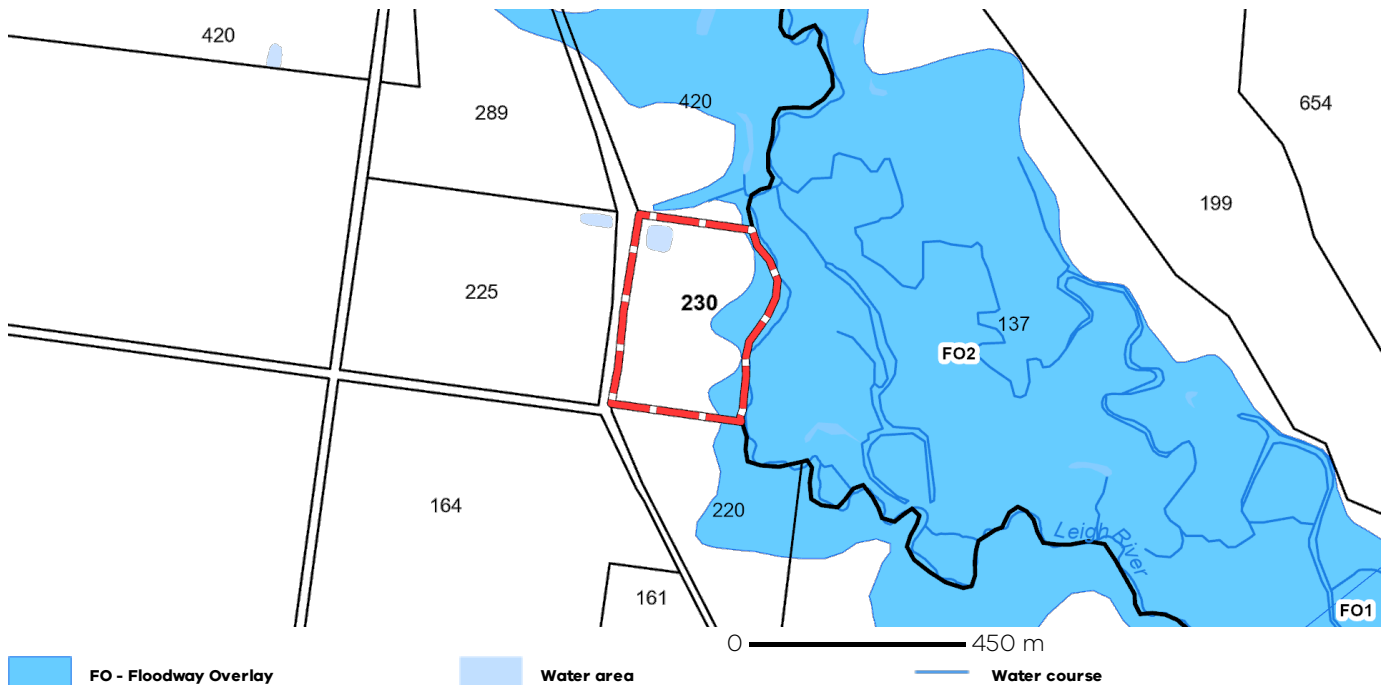 420
289
420
654
199
225
230
137
FO2
164
220
Leigh River
161
FO1
0 450 m
FO - Floodway Overlay
Water area
Water course